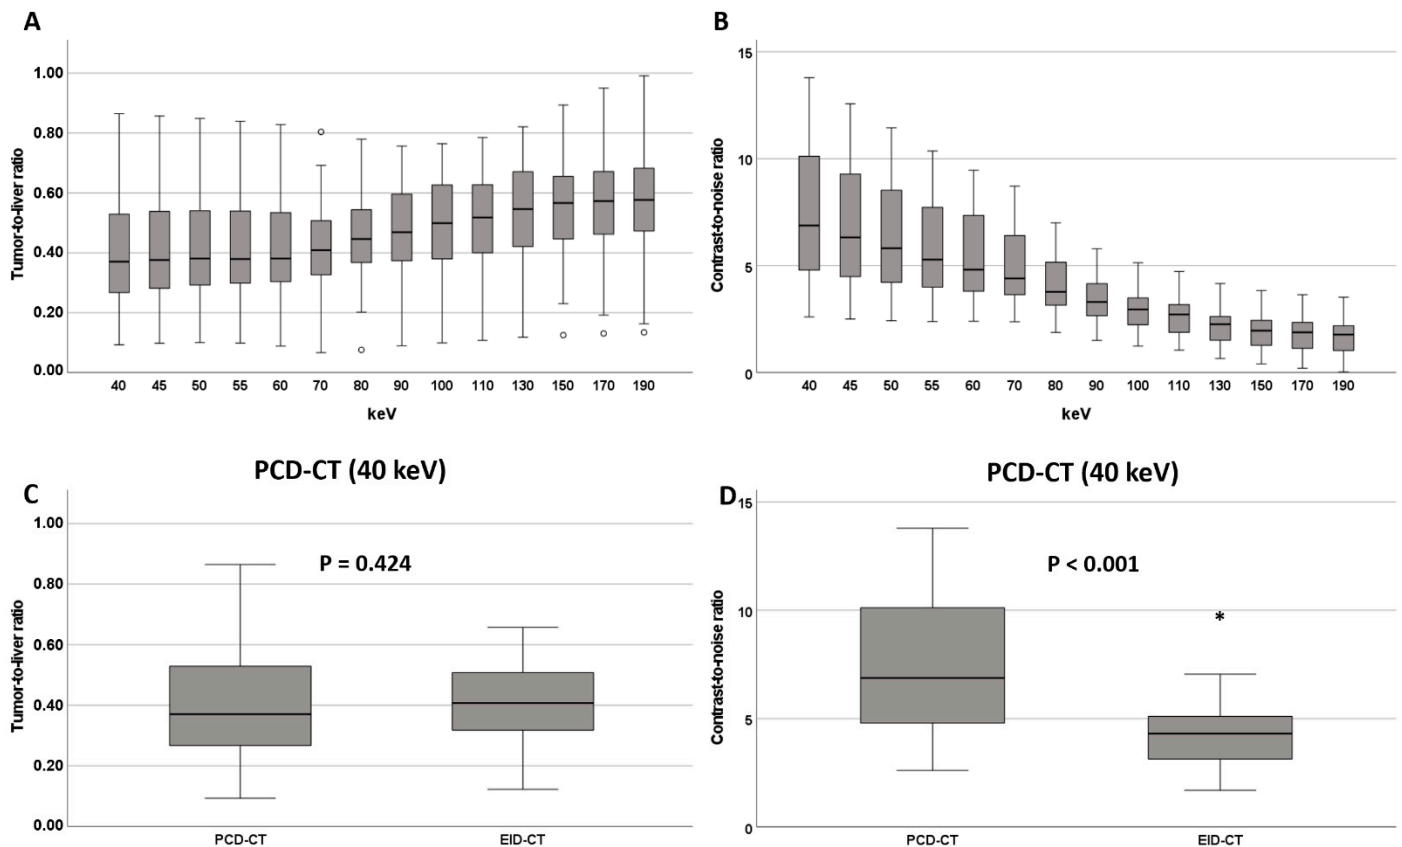 A
Tumor-to-liver ratio
1.00
0.80
0.60
0.40
0.20
0.00
40 45 50 55 60 70 80 90 100 110 130 150 170 190
keV
B
Contrast-to-noise ratio
15
10
5
0
40 45 50 55 60 70 80 90 100 110 130 150 170 190
keV
PCD-CT (40 keV)
C
Tumor-to-liver ratio
1.00
0.80
0.60
0.40
0.20
0.00
P = 0.424
PCD-CT EID-CT
PCD-CT (40 keV)
D
Contrast-to-noise ratio
15
10
5
0
P < 0.001
*
PCD-CT EID-CT